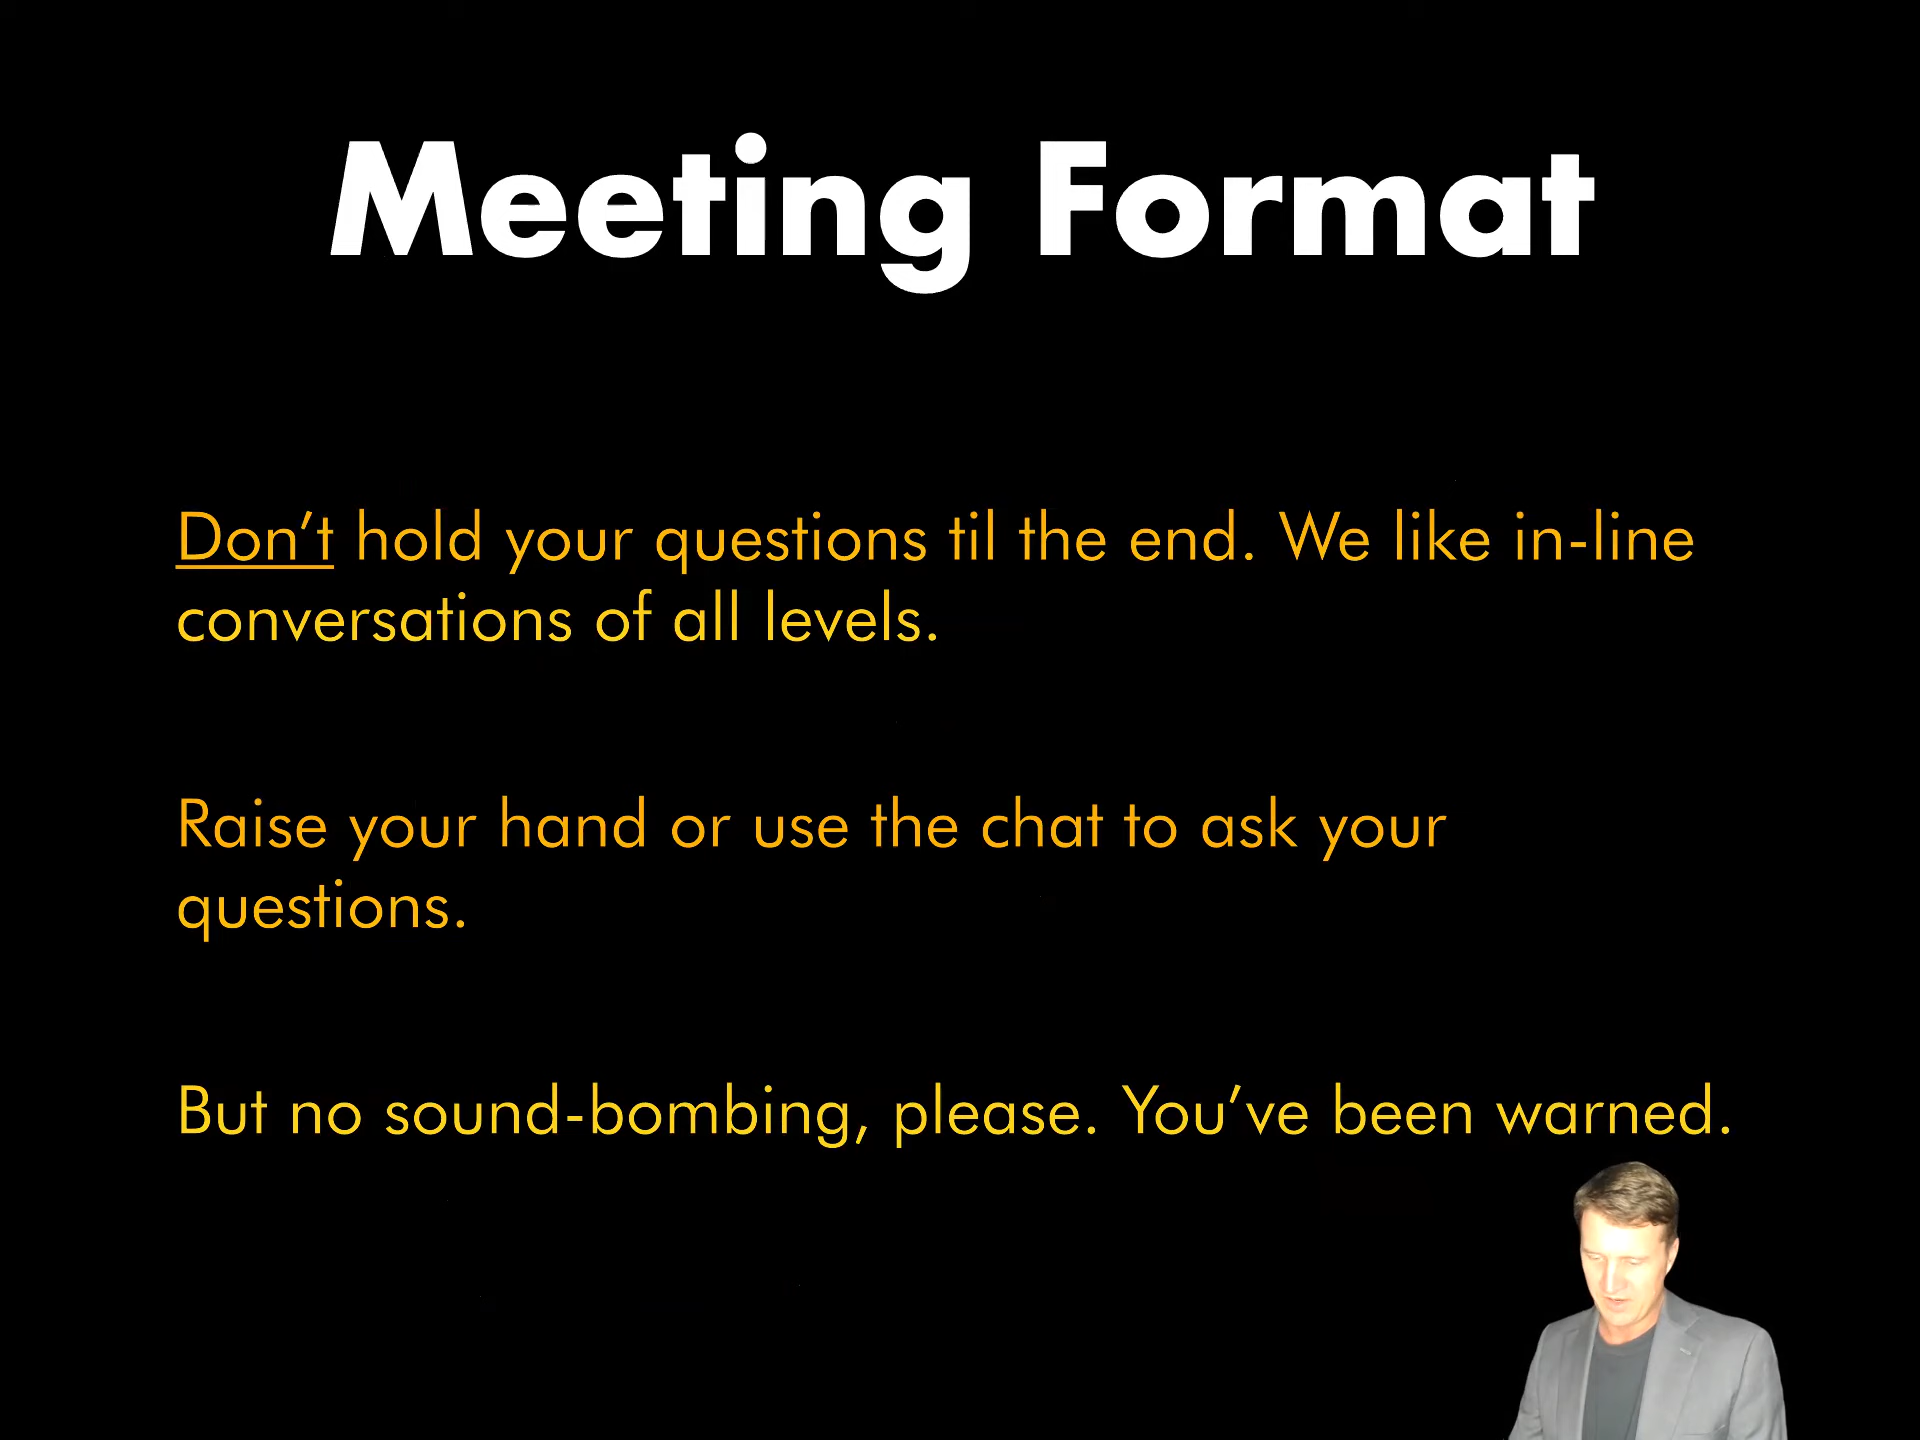 Meeting Format
Don’t hold your questions til the end. We like in-line
conversations of all levels.
Raise your hand or use the chat to ask your
questions.
But no sound-bombing, please. You’ve been warned.